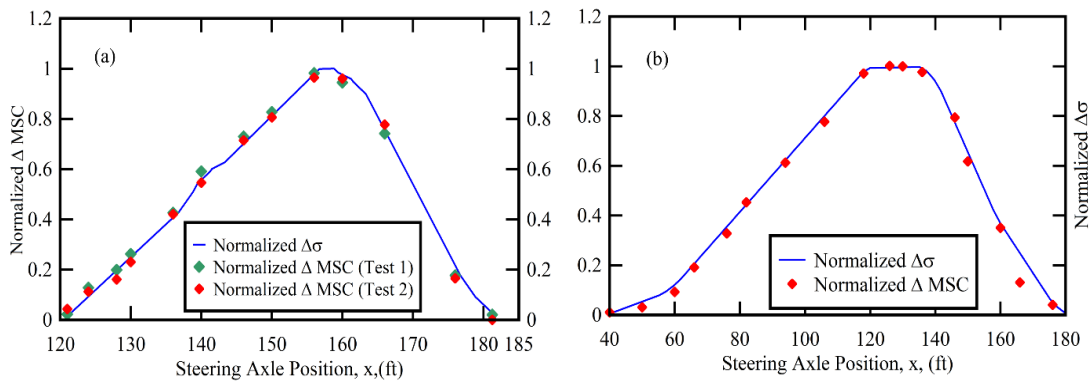 (a)
Normalized Δ MSC
1.2
1
0.8
0.6
0.4
0.2
0
1.2
1
0.8
0.6
0.4
0.2
0
Normalized Δσ
Normalized Δ MSC (Test 1)
Normalized Δ MSC (Test 2)
120 130 140 150 160 170 180 185
Steering Axle Position, x,(ft)
(b)
1.2
1
0.8
0.6
0.4
0.2
0
Normalized Δσ
Normalized Δσ
Normalized Δ MSC
40 60 80 100 120 140 160 180
Steering Axle Position, x, (ft)